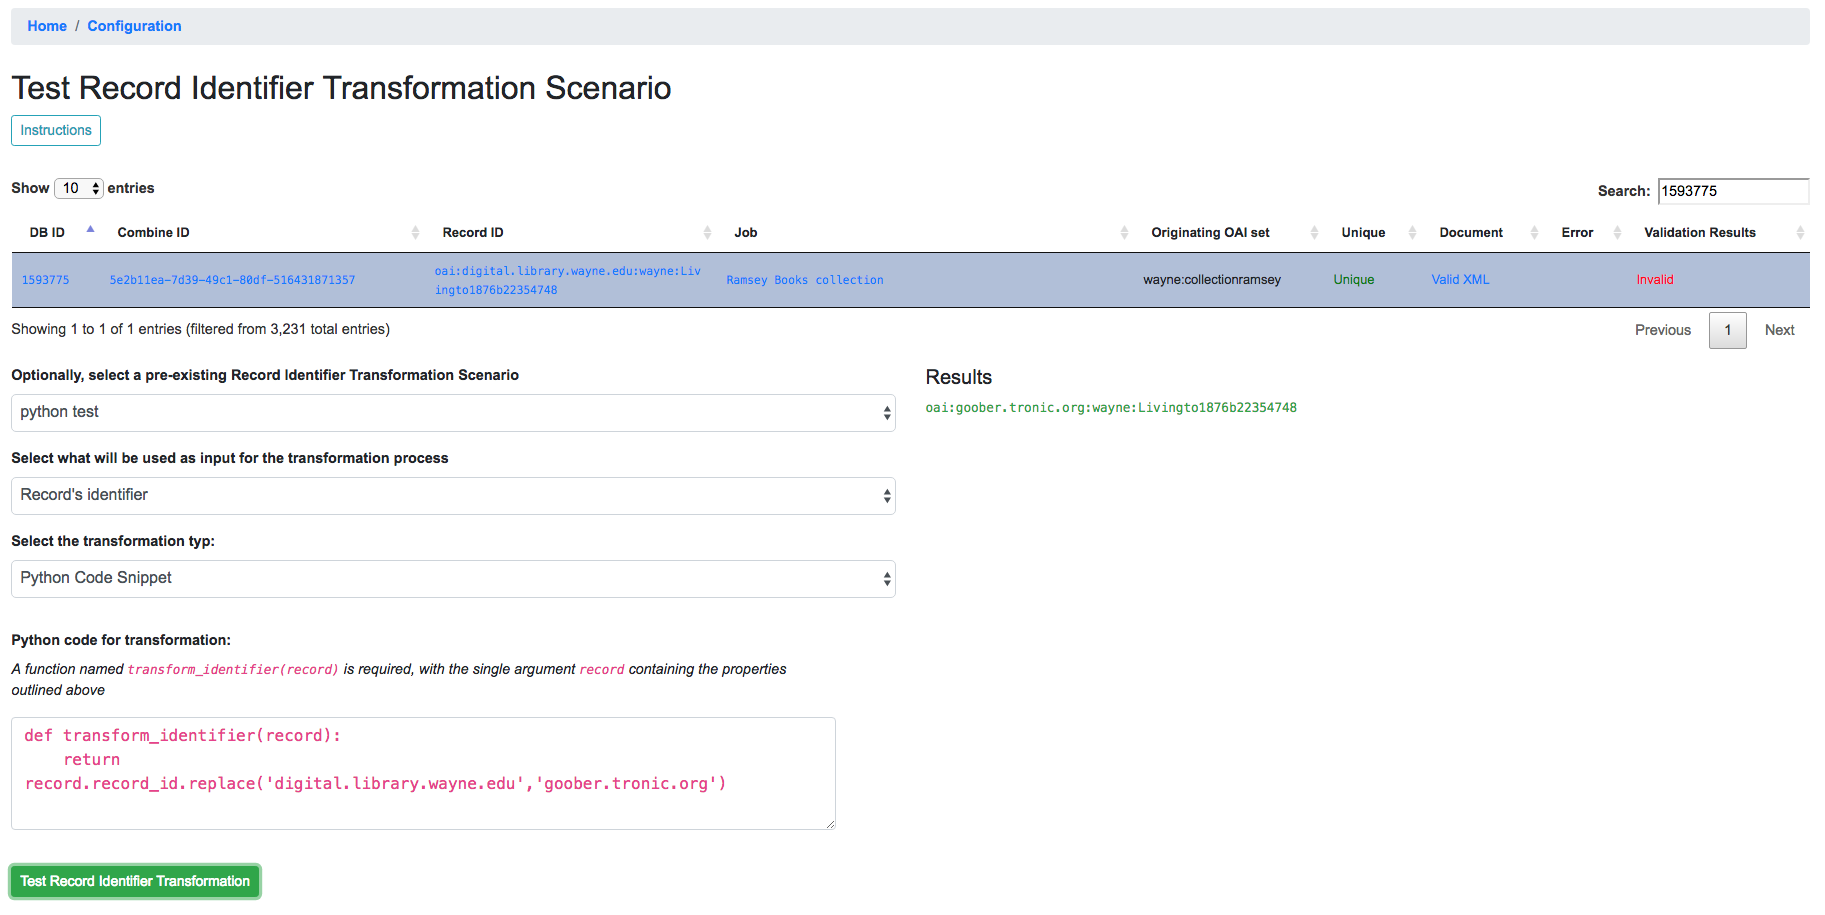 Home / Configuration
Test Record Identifier Transformation Scenario
Instructions
Show 10 entries
Search: 1593775
DB ID Combine ID Record ID Job Originating OAI set Unique Document Error Validation Results
1593775 5e2b11ea-7d39-49c1-80df-516431871357 oai:digital.library.wayne.edu:wayne:Liv Ramsey Books collection wayne:collectionramsey Unique Valid XML Invalid
ingto1876b22354748
Showing 1 to 1 of 1 entries (filtered from 3,231 total entries)
Previous 1 Next
Optionally, select a pre-existing Record Identifier Transformation Scenario
python test
Select what will be used as input for the transformation process
Record's identifier
Select the transformation typ:
Python Code Snippet
Python code for transformation:
A function named transform_identifier(record) is required, with the single argument record containing the properties
outlined above
def transform_identifier(record):
    return
record.record_id.replace('digital.library.wayne.edu','goober.tronic.org')
Test Record Identifier Transformation
Results
oai:goober.tronic.org:wayne:Livingto1876b22354748